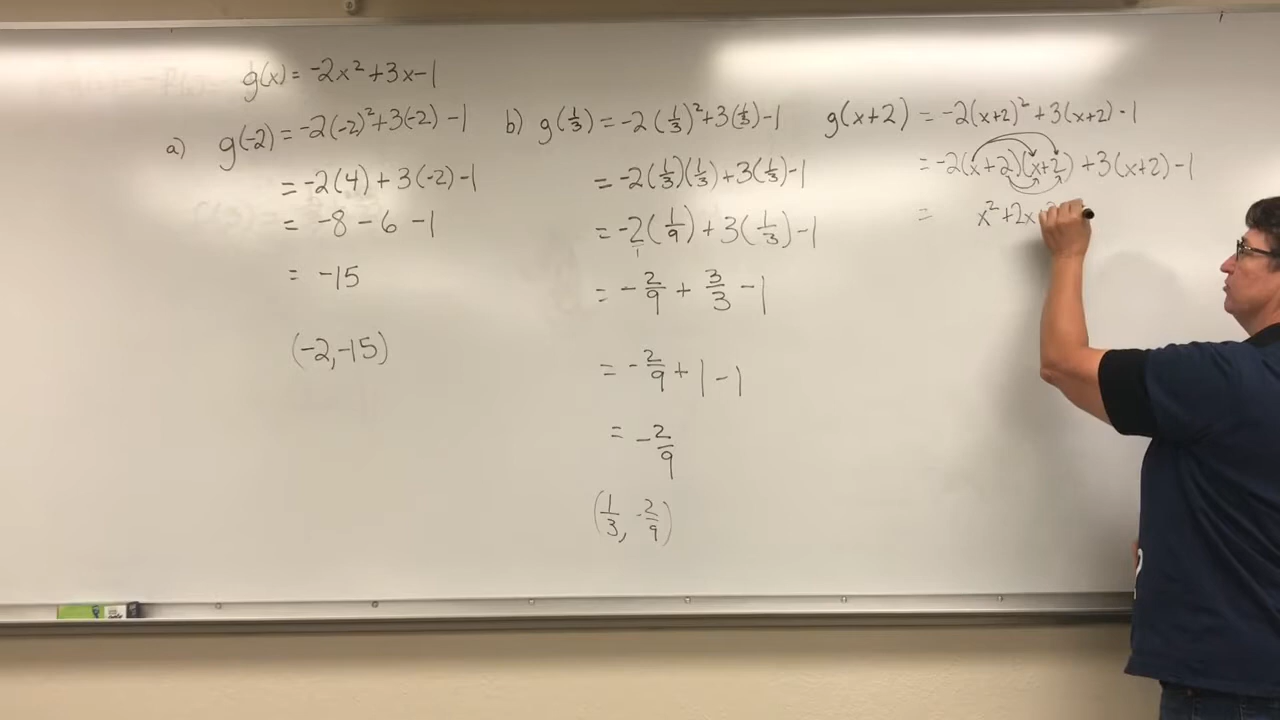 g(x) = -2x² + 3x - 1
a) g(-2) = -2(-2)² + 3(-2) - 1
= -2(4) + 3(-2) - 1
= -8 - 6 - 1
= -15
(-2, -15)
b) g(1/3) = -2(1/3)² + 3(1/3) - 1
= -2(1/3)(1/3) + 3(1/3) - 1
= -2(1/9) + 3(1/3) - 1
1
= -2/9 + 3/3 - 1
= -2/9 + 1 - 1
= -2/9
(1/3, -2/9)
g(x+2) = -2(x+2)² + 3(x+2) - 1
= -2(x+2)(x+2) + 3(x+2) - 1
= x² + 2x